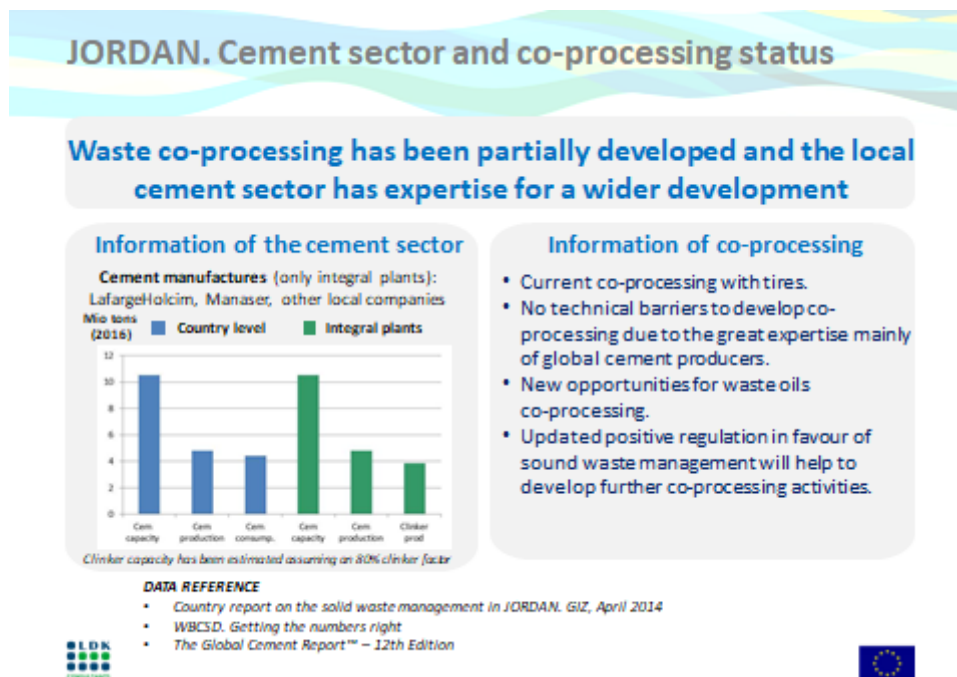 JORDAN. Cement sector and co-processing status
Waste co-processing has been partially developed and the local
cement sector has expertise for a wider development
Information of the cement sector
Cement manufactures (only integral plants):
LafargeHolcim, Manaser, other local companies
Mio tons
(2016)
Country level
Integral plants
12
10
8
6
4
2
0
Cem
capacity
Cem
production
Cem
consump.
Cem
capacity
Cem
production
Clinker
prod
Clinker capacity has been estimated assuming an 80% clinker factor
Information of co-processing
• Current co-processing with tires.
• No technical barriers to develop co-
processing due to the great expertise mainly
of global cement producers.
• New opportunities for waste oils
co-processing.
• Updated positive regulation in favour of
sound waste management will help to
develop further co-processing activities.
DATA REFERENCE
• Country report on the solid waste management in JORDAN. GIZ, April 2014
• WBCSD. Getting the numbers right
• The Global Cement Report™ – 12th Edition
LDK